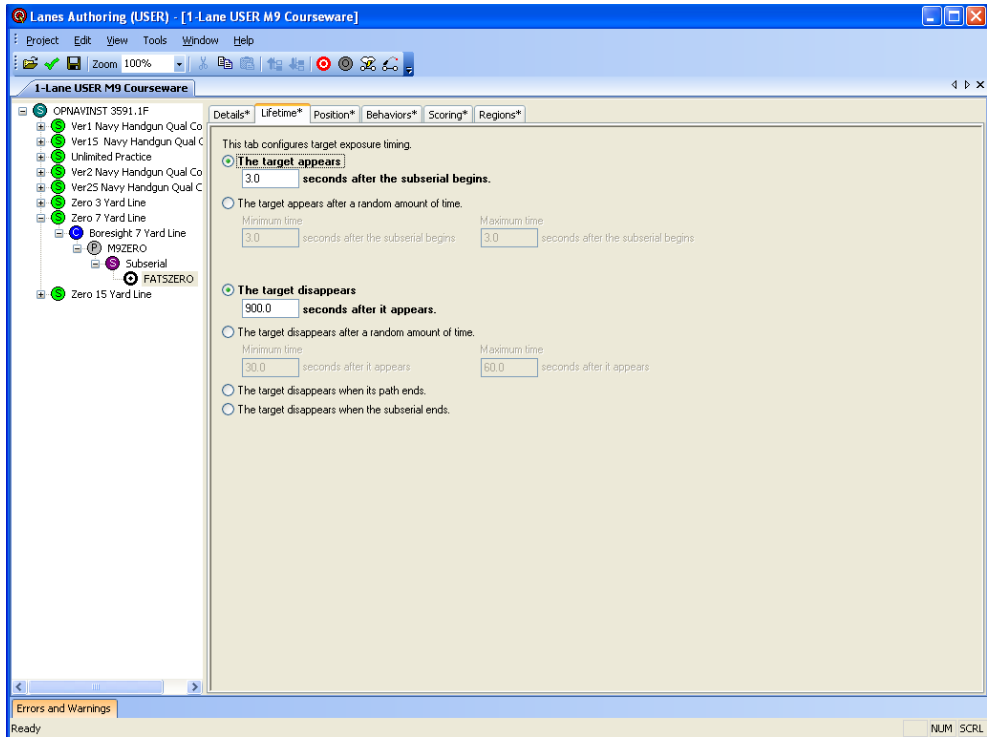 Lanes Authoring (USER) - [1-Lane USER M9 Courseware]
Project Edit View Tools Window Help
Zoom 100%
1-Lane USER M9 Courseware
OPNAVINST 3591.1F
Ver1 Navy Handgun Qual Co
Ver1S Navy Handgun Qual C
Unlimited Practice
Ver2 Navy Handgun Qual Co
Ver2S Navy Handgun Qual C
Zero 3 Yard Line
Zero 7 Yard Line
Boresight 7 Yard Line
M9ZERO
Subserial
FATSZERO
Zero 15 Yard Line
Details* Lifetime* Position* Behaviors* Scoring* Regions*
This tab configures target exposure timing.
The target appears
3.0 seconds after the subserial begins.
The target appears after a random amount of time.
Minimum time Maximum time
3.0 seconds after the subserial begins 3.0 seconds after the subserial begins
The target disappears
900.0 seconds after it appears.
The target disappears after a random amount of time.
Minimum time Maximum time
30.0 seconds after it appears 60.0 seconds after it appears
The target disappears when its path ends.
The target disappears when the subserial ends.
Errors and Warnings
Ready NUM SCRL